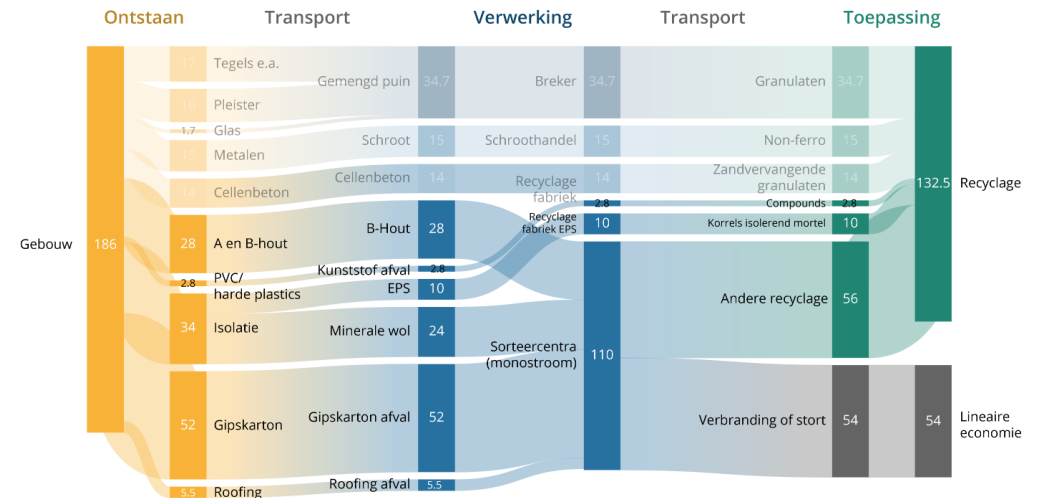 Ontstaan
Transport
Verwerking
Transport
Toepassing
Gebouw
186
17
Tegels e.a.
16
Pleister
1.7
Glas
15
Metalen
14
Cellenbeton
28
A en B-hout
2.8
PVC/
harde plastics
34
Isolatie
52
Gipskarton
5.5
Roofing
Gemengd puin
34.7
Schroot
15
Cellenbeton
14
B-Hout
28
Kunststof afval
2.8
EPS
10
Minerale wol
24
Gipskarton afval
52
Roofing afval
5.5
Breker
34.7
Schroothandel
15
Recyclage
fabriek
14
2.8
Recyclage
fabriek EPS
10
Sorteercentra
(monostroom)
110
Granulaten
34.7
Non-ferro
15
Zandvervangende
granulaten
14
Compounds
2.8
Korrels isolerend mortel
10
Andere recyclage
56
Verbranding of stort
54
132.5
Recyclage
54
Lineaire
economie